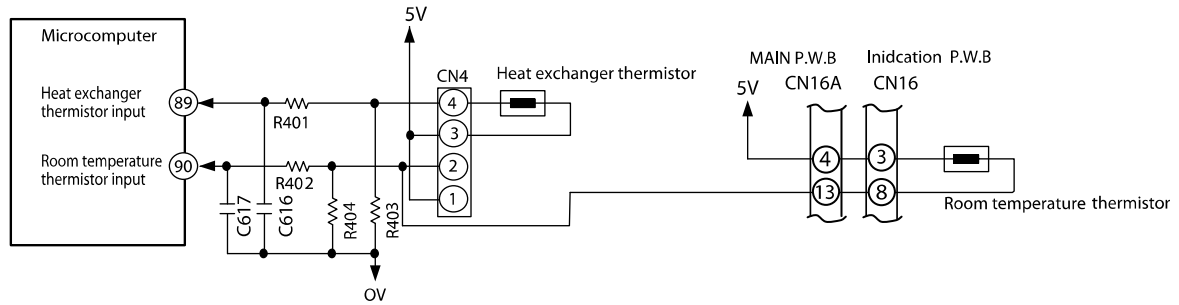 Microcomputer
Heat exchanger
thermistor input
89
Room temperature
thermistor input
90
R401
R402
C617
C616
R404
R403
OV
5V
CN4
4
3
2
1
Heat exchanger thermistor
MAIN P.W.B
CN16A
Inidcation P.W.B
CN16
5V
4
13
3
8
Room temperature thermistor